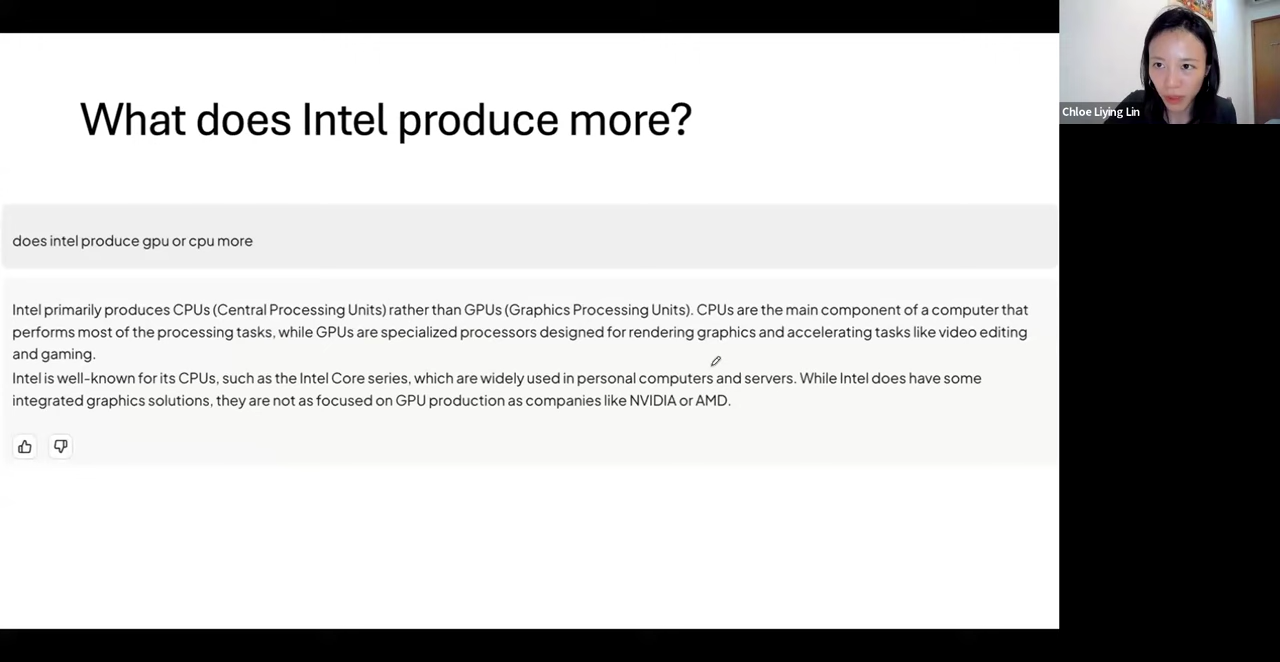 What does Intel produce more?
Chloe Liying Lin
does intel produce gpu or cpu more
Intel primarily produces CPUs (Central Processing Units) rather than GPUs (Graphics Processing Units). CPUs are the main component of a computer that
performs most of the processing tasks, while GPUs are specialized processors designed for rendering graphics and accelerating tasks like video editing
and gaming.
Intel is well-known for its CPUs, such as the Intel Core series, which are widely used in personal computers and servers. While Intel does have some
integrated graphics solutions, they are not as focused on GPU production as companies like NVIDIA or AMD.